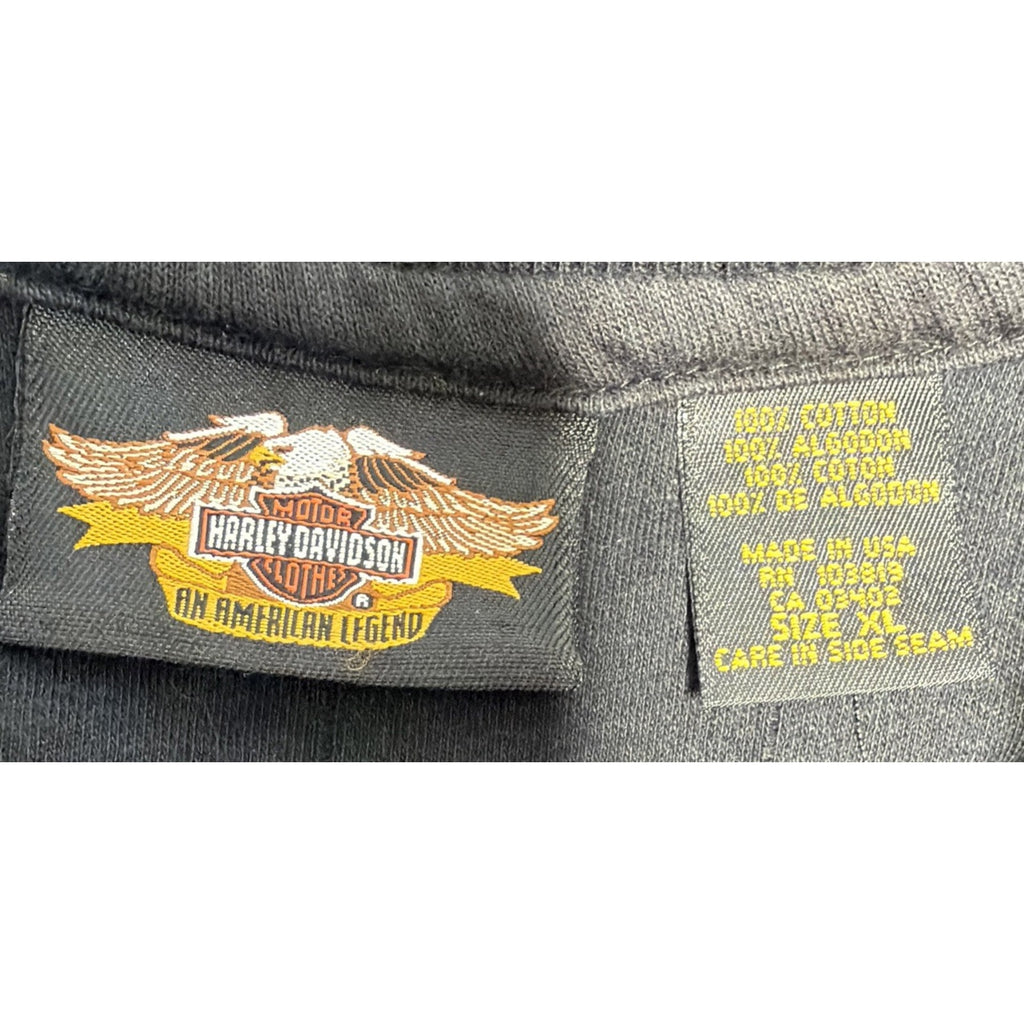 MOTOR
HARLEY-DAVIDSON
CLOTHES
®
AN AMERICAN LEGEND
100% COTTON
100% ALGODON
100% COTON
100% DE ALGODON
MADE IN USA
RN 103819
CA 03402
SIZE XL
CARE IN SIDE SEAM